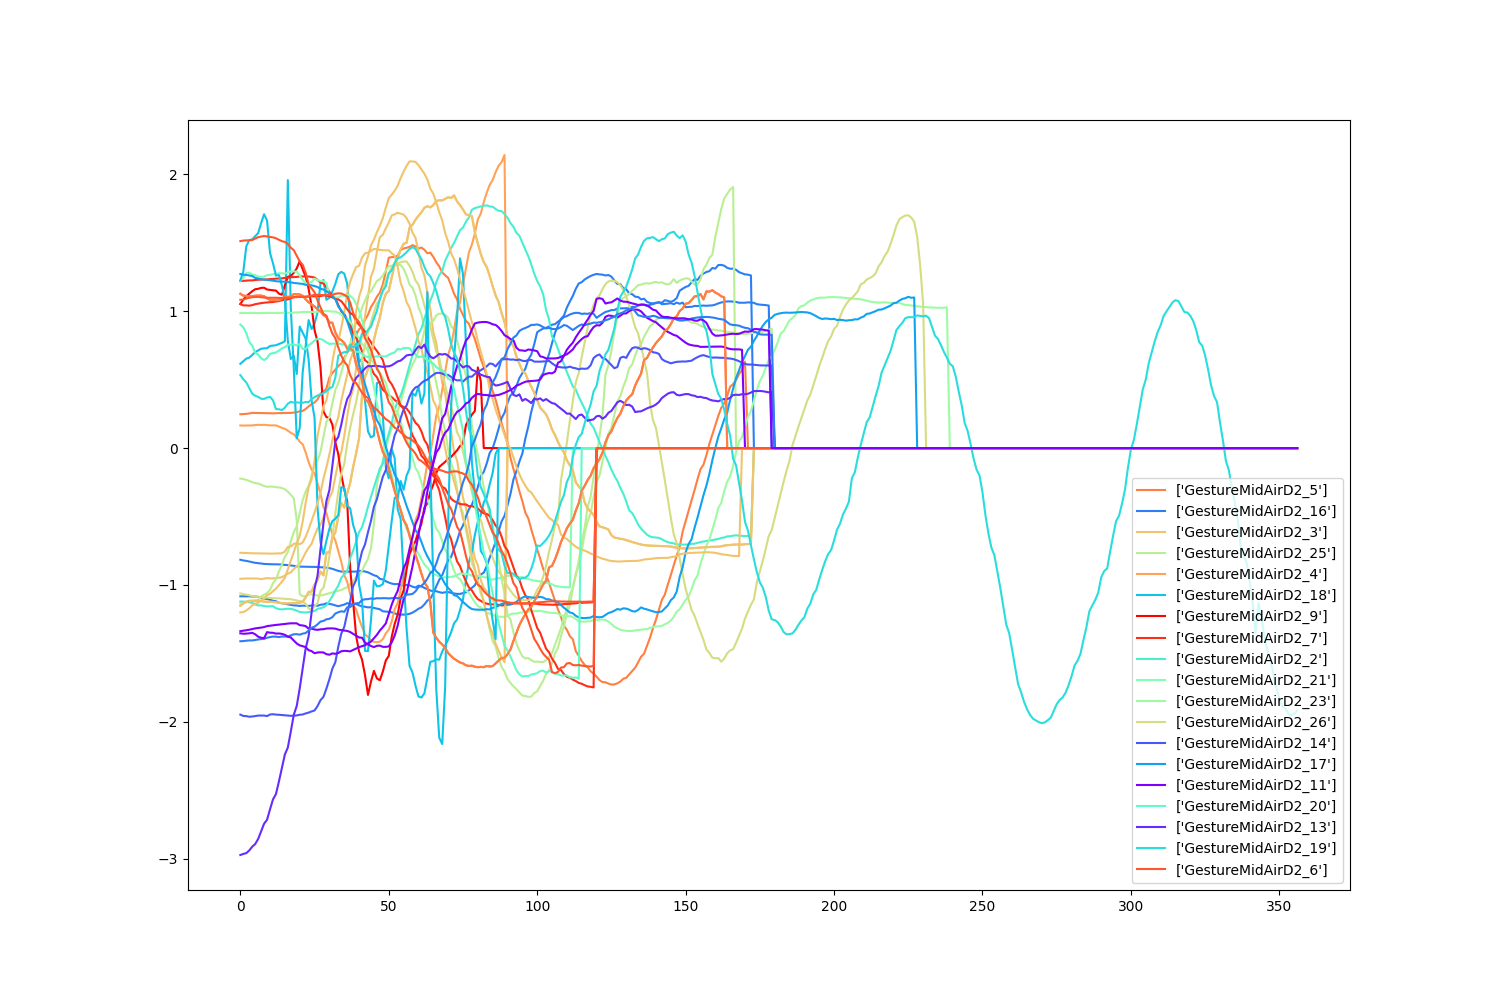 2
1
0
−1
−2
−3
0 50 100 150 200 250 300 350
['GestureMidAirD2_5']
['GestureMidAirD2_16']
['GestureMidAirD2_3']
['GestureMidAirD2_25']
['GestureMidAirD2_4']
['GestureMidAirD2_18']
['GestureMidAirD2_9']
['GestureMidAirD2_7']
['GestureMidAirD2_2']
['GestureMidAirD2_21']
['GestureMidAirD2_23']
['GestureMidAirD2_26']
['GestureMidAirD2_14']
['GestureMidAirD2_17']
['GestureMidAirD2_11']
['GestureMidAirD2_20']
['GestureMidAirD2_13']
['GestureMidAirD2_19']
['GestureMidAirD2_6']